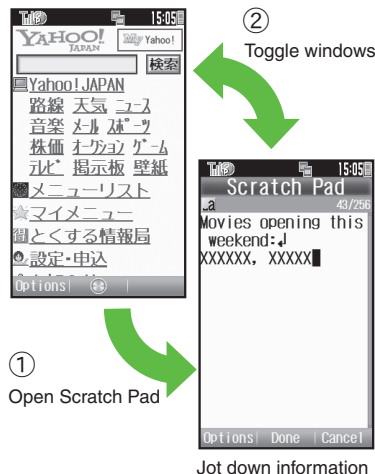 15:05
YAHOO!
JAPAN
My Yahoo!
検索
Yahoo!JAPAN
路線 天気 ニュース
音楽 メール スポーツ
株価 オークション ゲーム
テレビ 掲示板 壁紙
メニューリスト
マイメニュー
得とくする情報局
設定・申込
Options
②
Toggle windows
①
Open Scratch Pad
15:05
Scratch Pad
_a 43/256
Movies opening this
weekend:↲
XXXXXX, XXXXX
Options Done Cancel
Jot down information